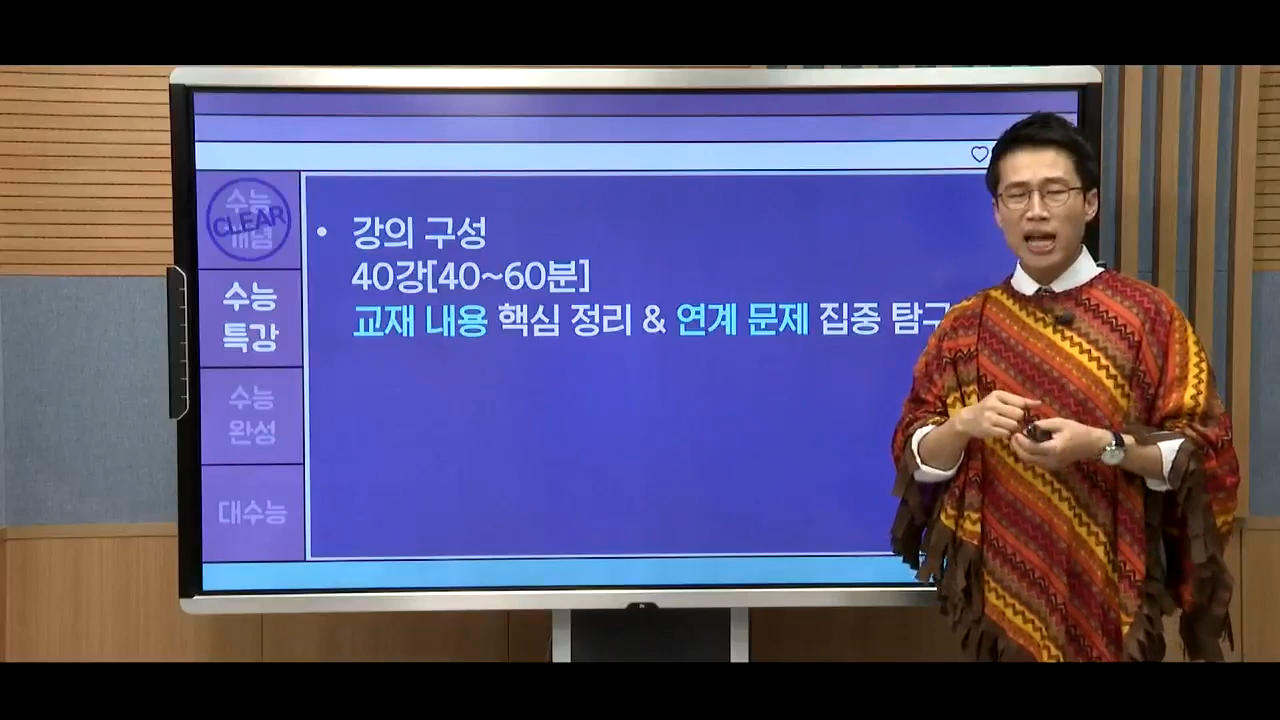 수능
CLEAR
개념
수능
특강
수능
완성
대수능
• 강의 구성
40강[40~60분]
교재 내용 핵심 정리 & 연계 문제 집중 탐구